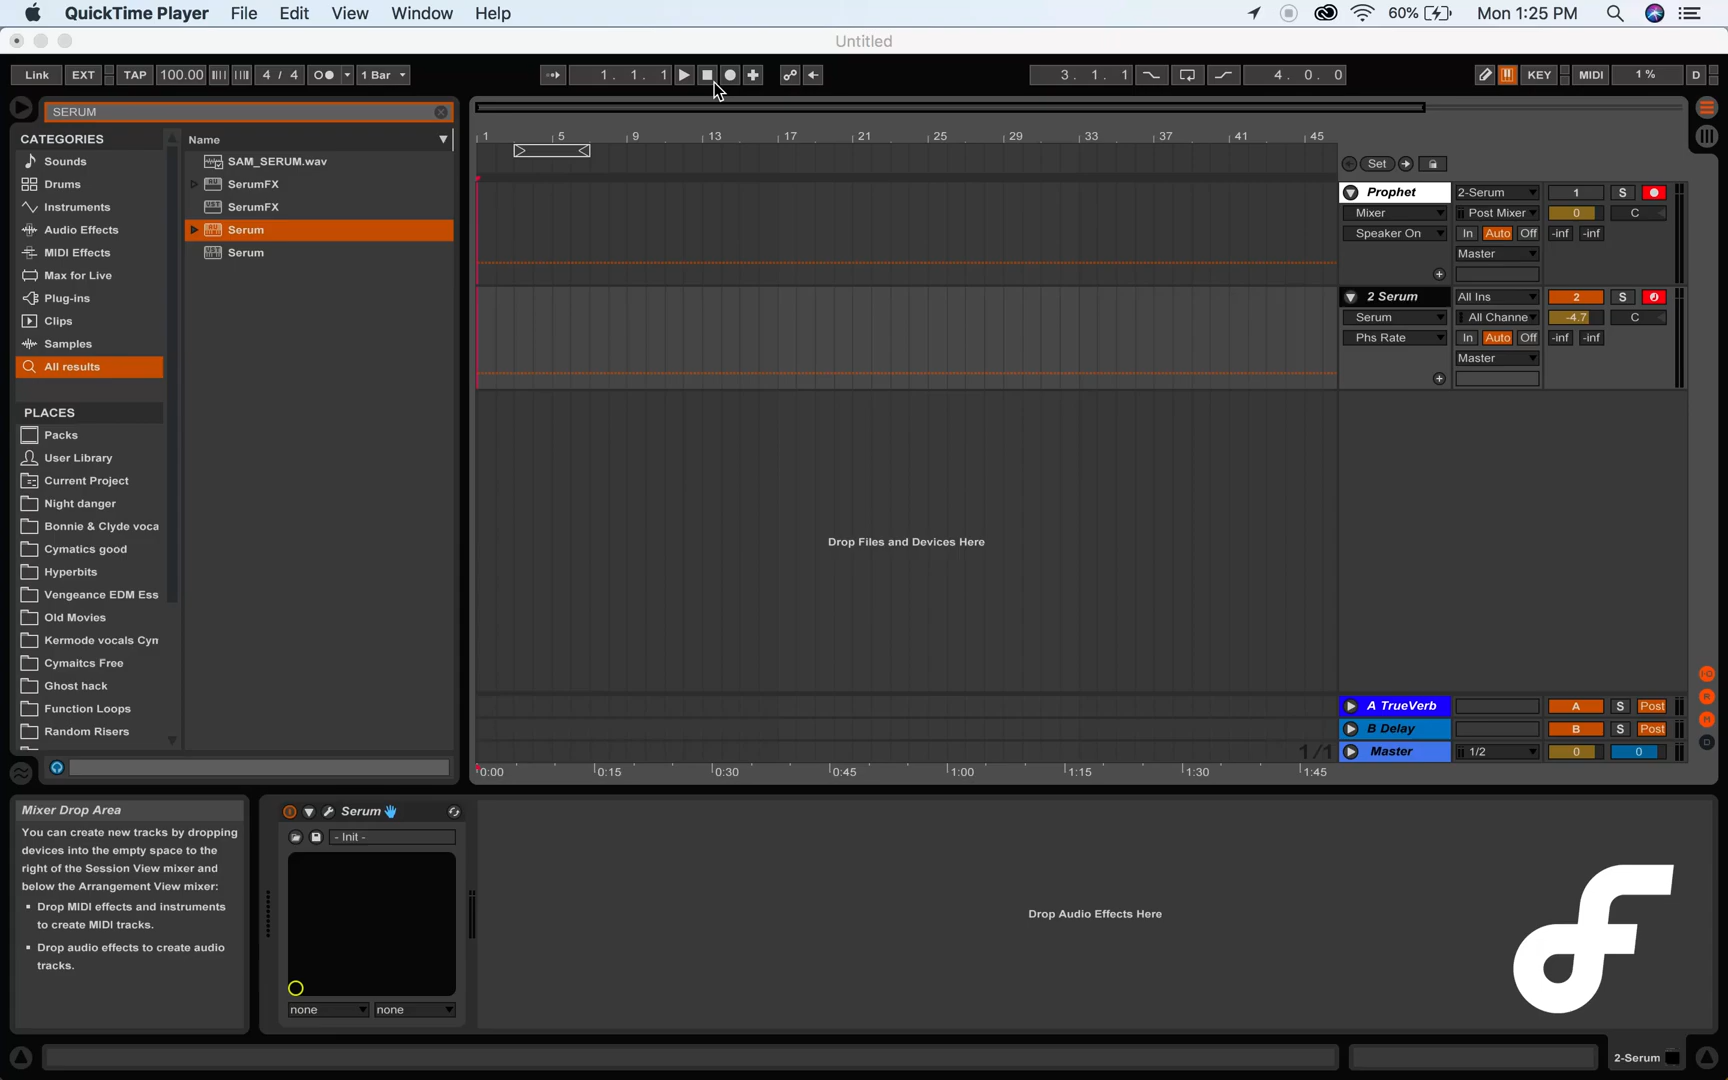 QuickTime Player File Edit View Window Help 60% Mon 1:25 PM
Untitled
Link EXT TAP 100.00 4 / 4 1 Bar 1. 1. 1 3. 1. 1 4. 0. 0 KEY MIDI 1 % D
SERUM
CATEGORIES
Sounds
Drums
Instruments
Audio Effects
MIDI Effects
Max for Live
Plug-ins
Clips
Samples
All results
PLACES
Packs
User Library
Current Project
Night danger
Bonnie & Clyde voca
Cymatics good
Hyperbits
Vengeance EDM Ess
Old Movies
Kermode vocals Cym
Cymaitcs Free
Ghost hack
Function Loops
Random Risers
Name
SAM_SERUM.wav
SerumFX
SerumFX
Serum
Serum
1 5 9 13 17 21 25 29 33 37 41 45
Set
Prophet 2-Serum 1 S
Mixer Post Mixer 0 C
Speaker On In Auto Off -inf -inf
Master
2 Serum All Ins 2 S
Serum All Channe -4.7 C
Phs Rate In Auto Off -inf -inf
Master
Drop Files and Devices Here
A TrueVerb A S Post
B Delay B S Post
1/1 Master 1/2 0 0
0:00 0:15 0:30 0:45 1:00 1:15 1:30 1:45
Mixer Drop Area
You can create new tracks by dropping
devices into the empty space to the
right of the Session View mixer and
below the Arrangement View mixer:
▪ Drop MIDI effects and instruments
to create MIDI tracks.
▪ Drop audio effects to create audio
tracks.
Serum
- Init -
none none
Drop Audio Effects Here
2-Serum